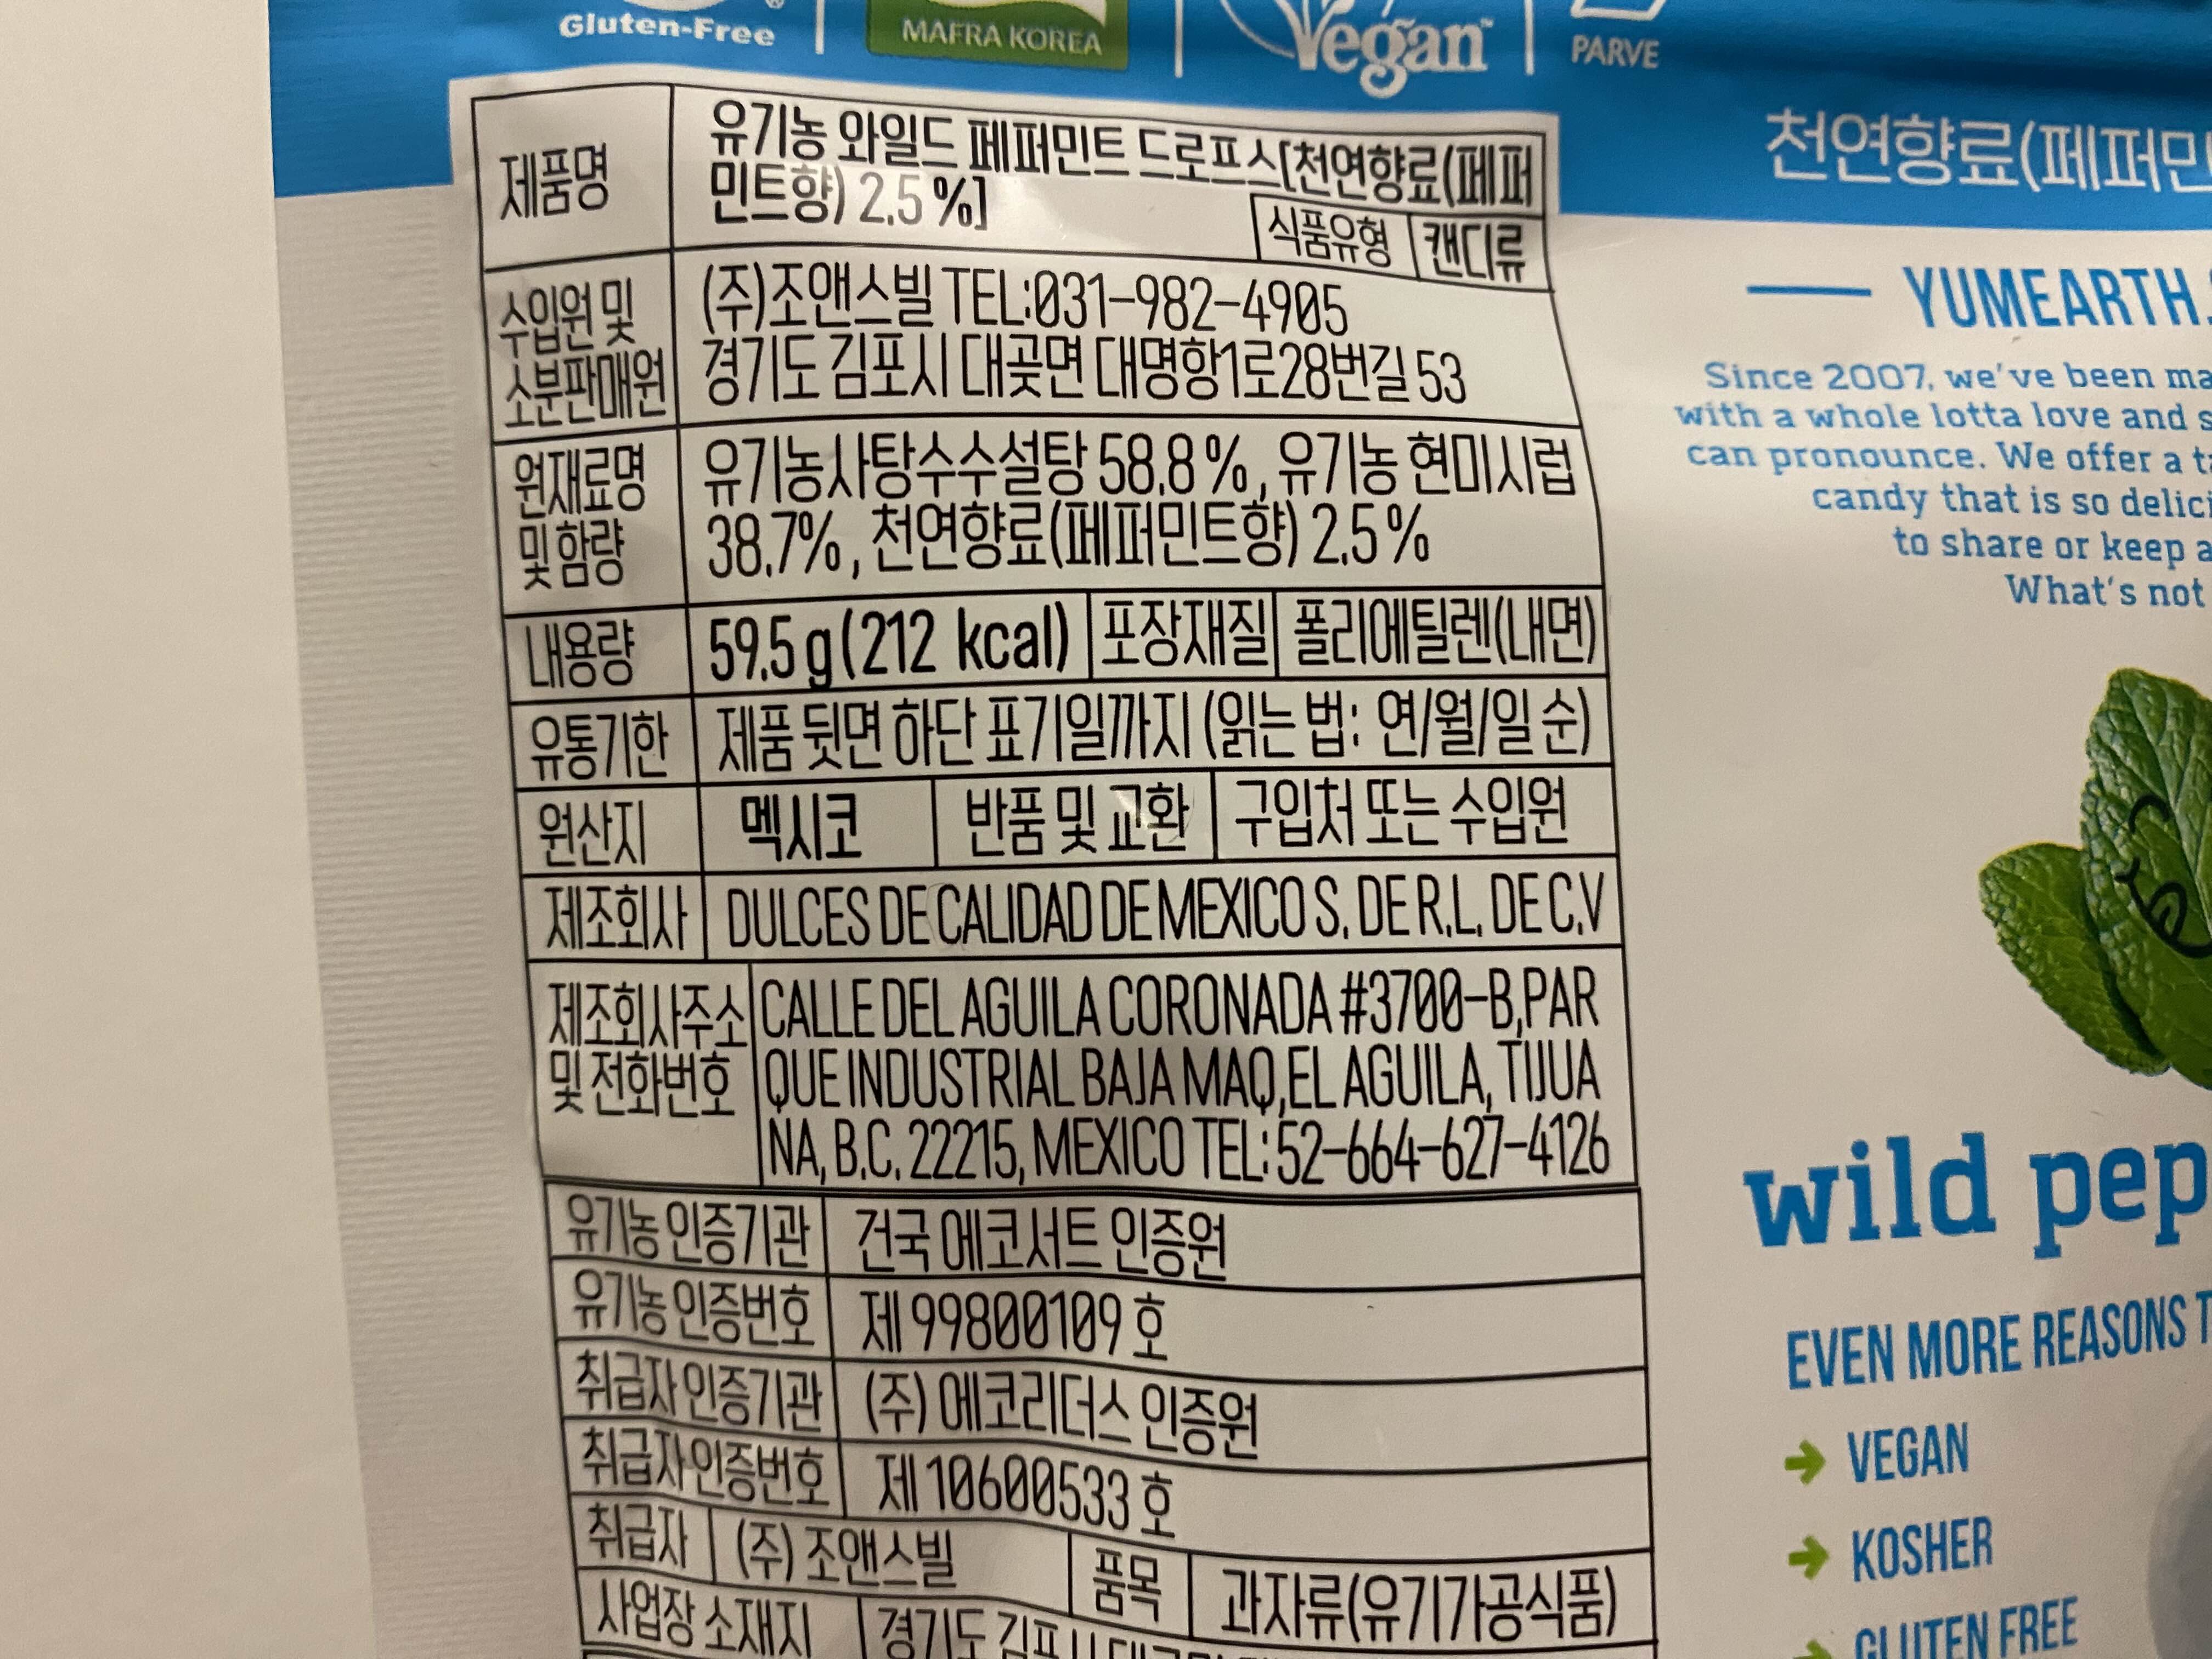 Gluten-Free
MAFRA KOREA
Vegan™
PARVE
제품명
유기농 와일드 페퍼민트 드로프스[천연향료(페퍼
민트향) 2.5%]
식품유형 캔디류
수입원 및
소분판매원
(주)조앤스빌 TEL:031-982-4905
경기도 김포시 대곶면 대명항1로28번길 53
원재료명
및 함량
유기농사탕수수설탕 58.8%, 유기농 현미시럽
38.7%, 천연향료(페퍼민트향) 2.5%
내용량 59.5g(212 kcal) 포장재질 폴리에틸렌(내면)
유통기한 제품 뒷면 하단 표기일까지 (읽는 법: 연/월/일 순)
원산지 멕시코 반품 및 교환 구입처 또는 수입원
제조회사 DULCES DE CALIDAD DE MEXICO S. DE R.L. DE C.V
제조회사주소
및 전화번호
CALLE DEL AGUILA CORONADA #3700-B,PAR
QUE INDUSTRIAL BAJA MAQ,EL AGUILA, TIJUA
NA, B.C. 22215, MEXICO TEL: 52-664-627-4126
유기농 인증기관 건국 에코서트 인증원
유기농 인증번호 제 99800109 호
취급자 인증기관 (주) 에코리더스 인증원
취급자인증번호 제 10600533 호
취급자 (주) 조앤스빌 품목 과자류(유기가공식품)
사업장 소재지 경기도 김포시
천연향료(페퍼민
YUMEARTH
Since 2007, we've been ma
with a whole lotta love and s
can pronounce. We offer a t
candy that is so delici
to share or keep a
What's not
wild pep
EVEN MORE REASONS T
VEGAN
KOSHER
GLUTEN FREE